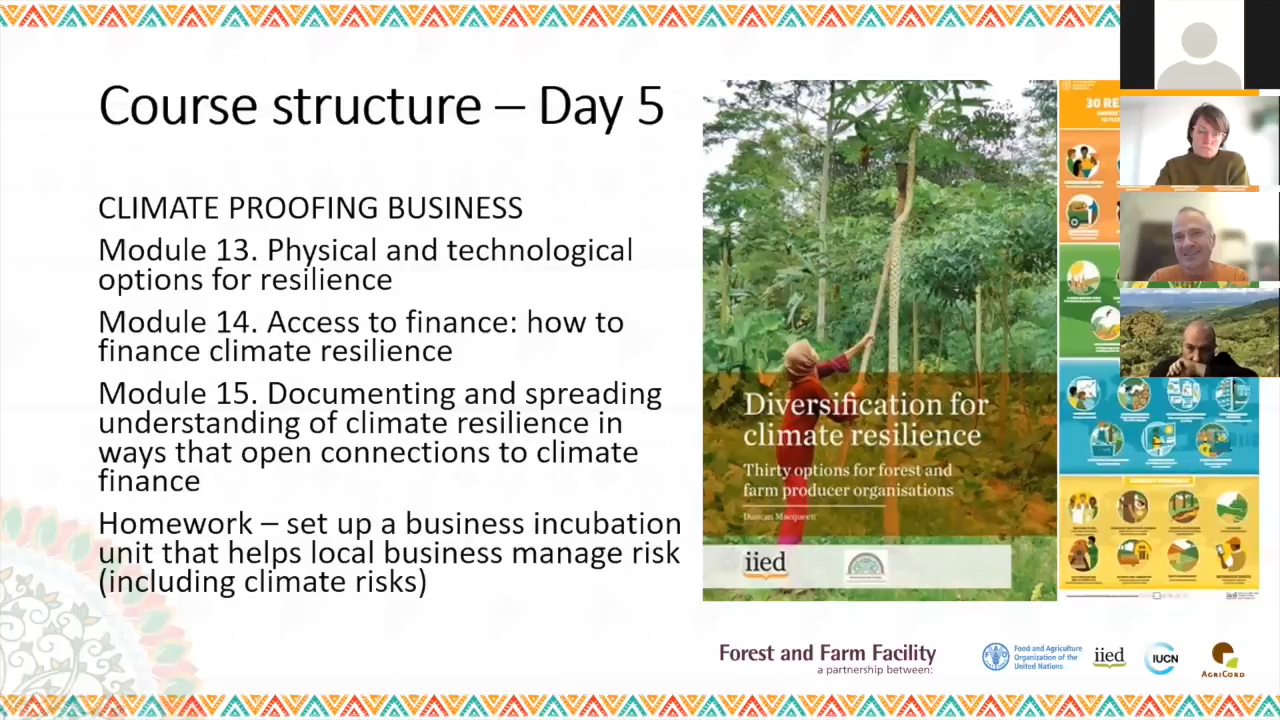 Course structure – Day 5
CLIMATE PROOFING BUSINESS
Module 13. Physical and technological
options for resilience
Module 14. Access to finance: how to
finance climate resilience
Module 15. Documenting and spreading
understanding of climate resilience in
ways that open connections to climate
finance
Homework – set up a business incubation
unit that helps local business manage risk
(including climate risks)
Diversification for
climate resilience
Thirty options for forest and
farm producer organisations
Duncan Macqueen
iied
30 RE
Forest and Farm Facility
a partnership between:
Food and Agriculture
Organization of the
United Nations
iied
IUCN
AGRICORD